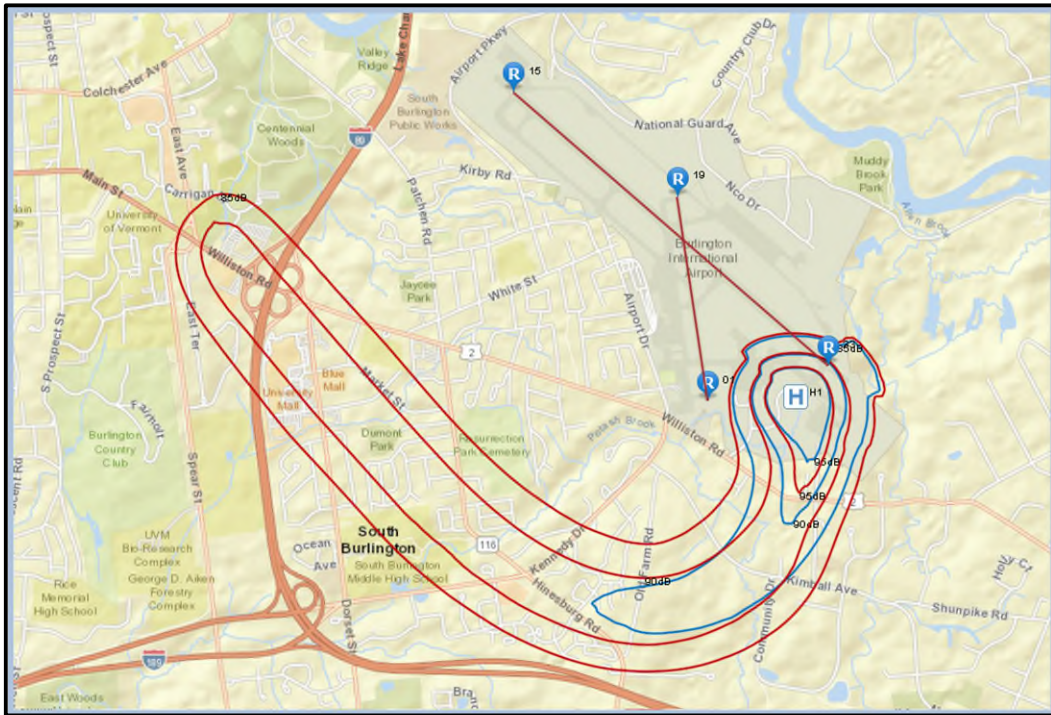 Colchester Ave
Valley
Ridge
Lake Cha
Airport Pkwy
R 15
Country Club Dr
South
Burlington
Public Works
89
National Guard Ave
Centennial
Woods
East Ave
Main St
Carrigan
85dB
Kirby Rd
R 19
Nco Dr
Muddy
Brook
Park
Allen Brook
University
of Vermont
Patchen Rd
Burlington
International
Airport
Williston Rd
Jaycee
Park
White St
Airport Dr
East Ter
S Prospect St
2
R
85dB
University
Mall
Blue
Mall
Market St
R 01
H H1
Potash Brook
Williston Rd
Burlington
Country
Club
Dumont
Park
Resurrection
Park Cemetery
Spear St
95dB
95dB
2
90dB
UVM
Bio-Research
Complex
George D. Aiken
Forestry
Complex
Rice
Memorial
High School
Ocean
Ave
South
Burlington
South Burlington
Middle High School
116
Kennedy Dr
Old Farm Rd
90dB
Hinesburg Rd
Kimball Ave
Community Dr
Shunpike Rd
Dorset St
189
East Woods